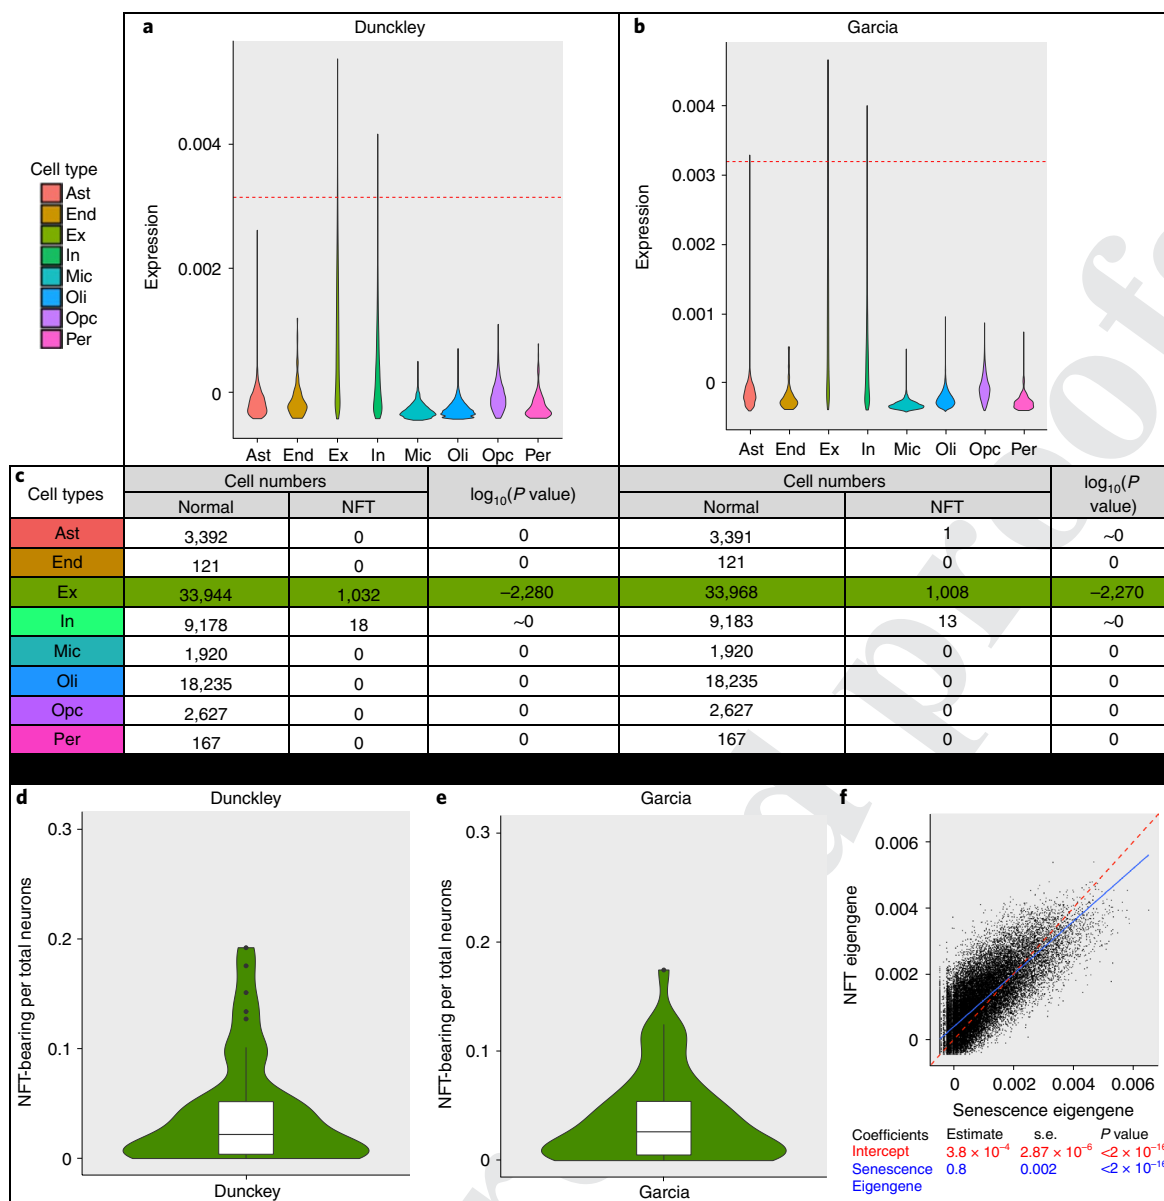 a
Dunckley
b
Garcia
Cell type
Ast
End
Ex
In
Mic
Oli
Opc
Per
Expression
0.004
0.002
0
Ast End Ex In Mic Oli Opc Per
Expression
0.004
0.003
0.002
0.001
0
Ast End Ex In Mic Oli Opc Per
c
Cell types Cell numbers log10(P value) Cell numbers log10(P value)
Normal NFT Normal NFT
Ast 3,392 0 0 3,391 1 ~0
End 121 0 0 121 0 0
Ex 33,944 1,032 −2,280 33,968 1,008 −2,270
In 9,178 18 ~0 9,183 13 ~0
Mic 1,920 0 0 1,920 0 0
Oli 18,235 0 0 18,235 0 0
Opc 2,627 0 0 2,627 0 0
Per 167 0 0 167 0 0
d
Dunckley
NFT-bearing per total neurons
0.3
0.2
0.1
0
Dunckey
e
Garcia
NFT-bearing per total neurons
0.3
0.2
0.1
0
Garcia
f
NFT eigengene
0.006
0.004
0.002
0
0 0.002 0.004 0.006
Senescence eigengene
Coefficients Estimate s.e. P value
Intercept 3.8 × 10−4 2.87 × 10−6 <2 × 10−16
Senescence 0.8 0.002 <2 × 10−16
Eigengene